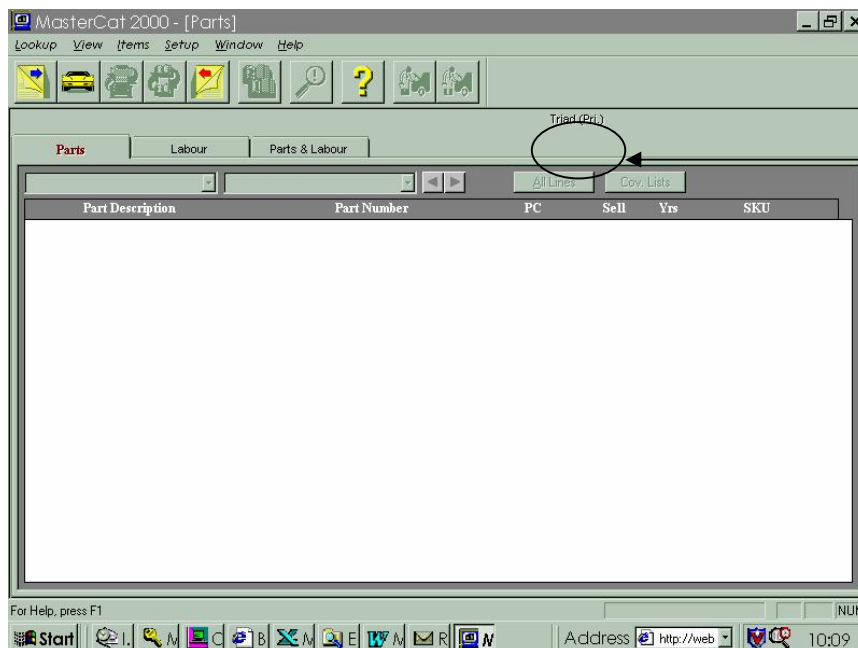 MasterCat 2000 - [Parts]
Lookup View Items Setup Window Help
Triad (Pri.)
Parts Labour Parts & Labour
All Lines Cov. Lists
Part Description Part Number PC Sell Yrs SKU
For Help, press F1
Start I.. M C B M E M R M Address http://web 10:09